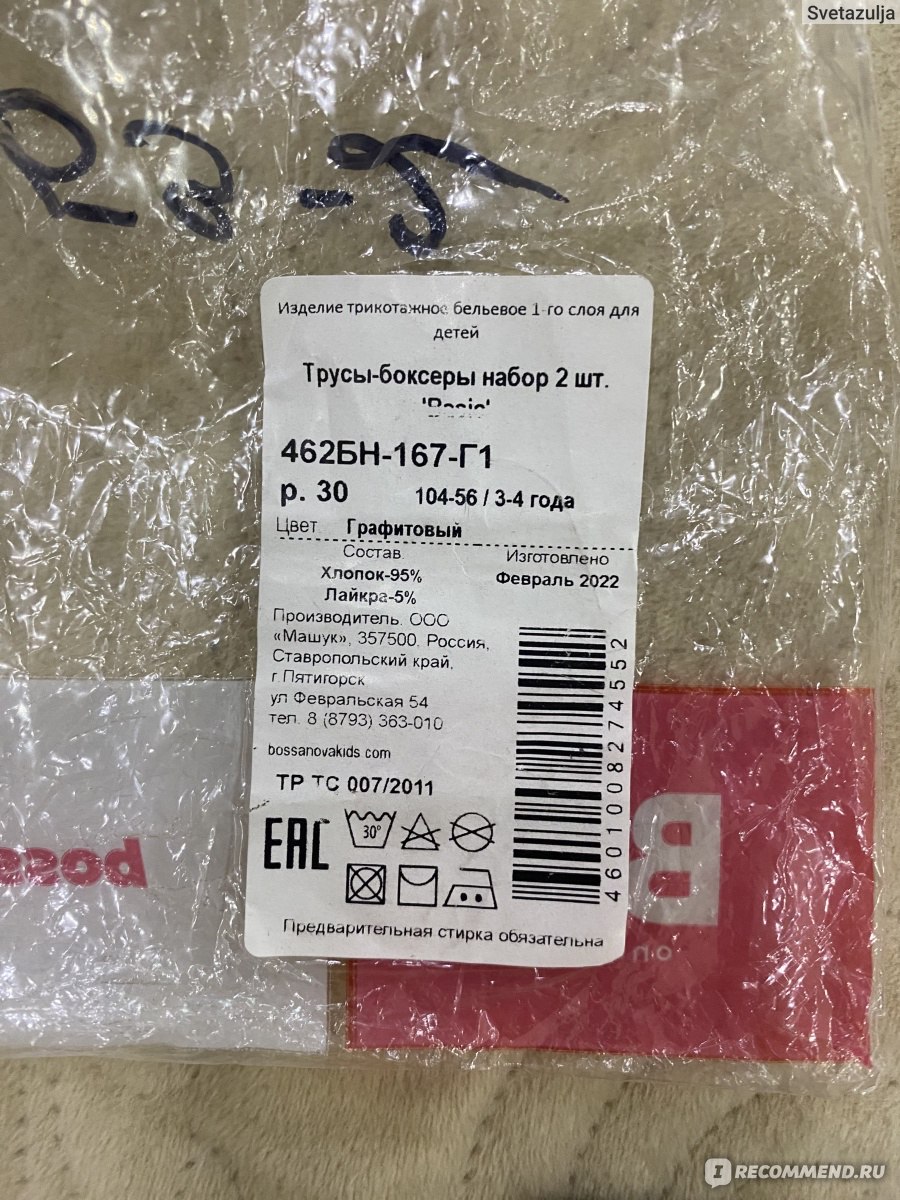 Svetazulja
Изделие трикотажное бельевое 1-го слоя для
детей
Трусы-боксеры набор 2 шт.
462БН-167-Г1
р. 30 104-56 / 3-4 года
Цвет Графитовый
Состав. Изготовлено
Хлопок-95% Февраль 2022
Лайкра-5%
Производитель. ООО
«Машук», 357500. Россия,
Ставропольский край,
г.Пятигорск
ул Февральская 54
тел. 8 (8793) 363-010
bossanovakids com
ТР ТС 007/2011
4601008274552
EAC
30°
Предварительная стирка обязательна
boss
B
on
IRECOMMEND.RU